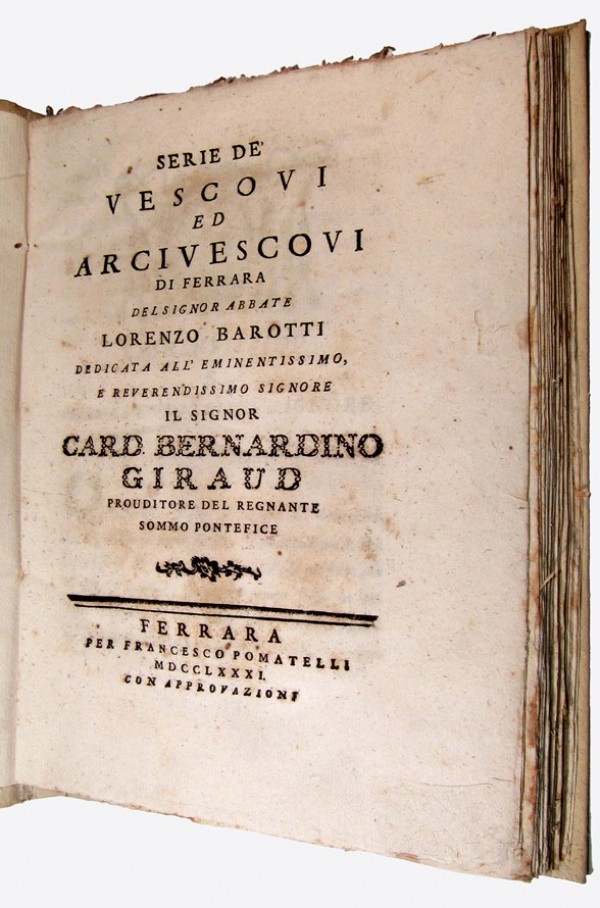 SERIE DE'
VESCOVI
ED
ARCIVESCOVI
DI FERRARA
DEL SIGNOR ABBATE
LORENZO BAROTTI
DEDICATA ALL' EMINENTISSIMO,
E REVERENDISSIMO SIGNORE
IL SIGNOR
CARD. BERNARDINO
GIRAUD
PROUDITORE DEL REGNANTE
SOMMO PONTEFICE
FERRARA
PER FRANCESCO POMATELLI
MDCCLXXXI.
CON APPROVAZIONI